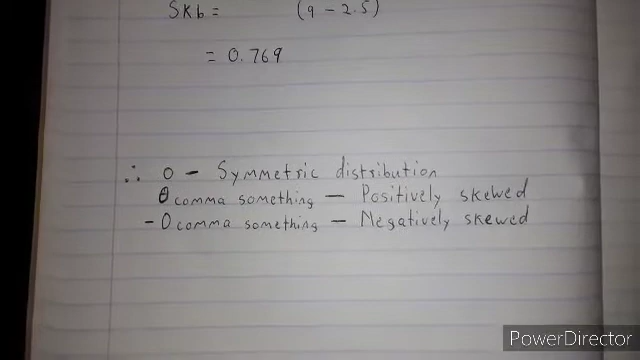 Skb = (9 - 2.5)
= 0.769
∴ 0 - Symmetric distribution
0 comma something - Positively skewed
-0 comma something - Negatively skewed
PowerDirector